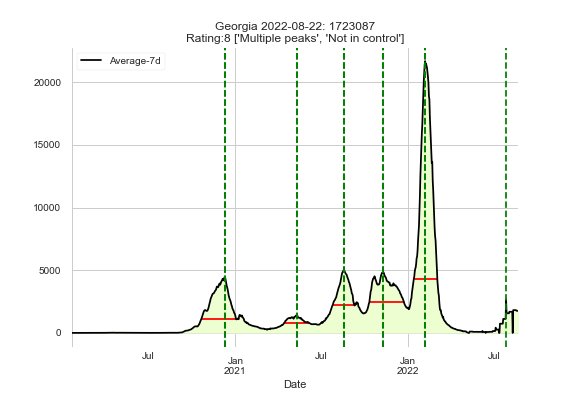 Georgia 2022-08-22: 1723087
Rating:8 ['Multiple peaks', 'Not in control']
Average-7d
20000
15000
10000
5000
0
Jul
Jan
2021
Jul
Jan
2022
Jul
Date